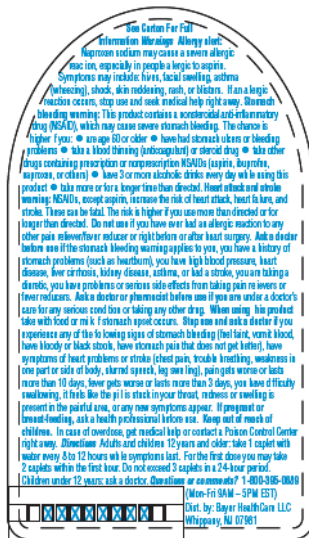 See Carton For Full
Information Warnings Allergy alert:
Naproxen sodium may cause a severe allergic
reaction, especially in people allergic to aspirin.
Symptoms may include: hives, facial swelling, asthma
(wheezing), shock, skin reddening, rash, or blisters. If an allergic
reaction occurs, stop use and seek medical help right away. Stomach
bleeding warning: This product contains a nonsteroidal anti-inflammatory
drug (NSAID), which may cause severe stomach bleeding. The chance is
higher if you: ● are age 60 or older ● have had stomach ulcers or bleeding
problems ● take a blood thinning (anticoagulant) or steroid drug ● take other
drugs containing prescription or nonprescription NSAIDs (aspirin, ibuprofen,
naproxen, or others) ● have 3 or more alcoholic drinks every day while using this
product ● take more or for a longer time than directed. Heart attack and stroke
warning: NSAIDs, except aspirin, increase the risk of heart attack, heart failure, and
stroke. These can be fatal. The risk is higher if you use more than directed or for
longer than directed. Do not use if you have ever had an allergic reaction to any
other pain reliever/fever reducer or right before or after heart surgery. Ask a doctor
before use if the stomach bleeding warning applies to you, you have a history of
stomach problems (such as heartburn), you have high blood pressure, heart
disease, liver cirrhosis, kidney disease, asthma, or had a stroke, you are taking a
diuretic, you have problems or serious side effects from taking pain relievers or
fever reducers. Ask a doctor or pharmacist before use if you are under a doctor's
care for any serious condition or taking any other drug. When using this product
take with food or milk if stomach upset occurs. Stop use and ask a doctor if you
experience any of the following signs of stomach bleeding (feel faint, vomit blood,
have bloody or black stools, have stomach pain that does not get better), have
symptoms of heart problems or stroke (chest pain, trouble breathing, weakness in
one part or side of body, slurred speech, leg swelling), pain gets worse or lasts
more than 10 days, fever gets worse or lasts more than 3 days, you have difficulty
swallowing, it feels like the pill is stuck in your throat, redness or swelling is
present in the painful area, or any new symptoms appear. If pregnant or
breast-feeding, ask a health professional before use. Keep out of reach of
children. In case of overdose, get medical help or contact a Poison Control Center
right away. Directions Adults and children 12 years and older: take 1 caplet with
water every 8 to 12 hours while symptoms last. For the first dose you may take
2 caplets within the first hour. Do not exceed 3 caplets in a 24-hour period.
Children under 12 years: ask a doctor. Questions or comments? 1-800-395-0689
(Mon-Fri 9AM – 5PM EST)
Dist. by: Bayer HealthCare LLC
Whippany, NJ 07981